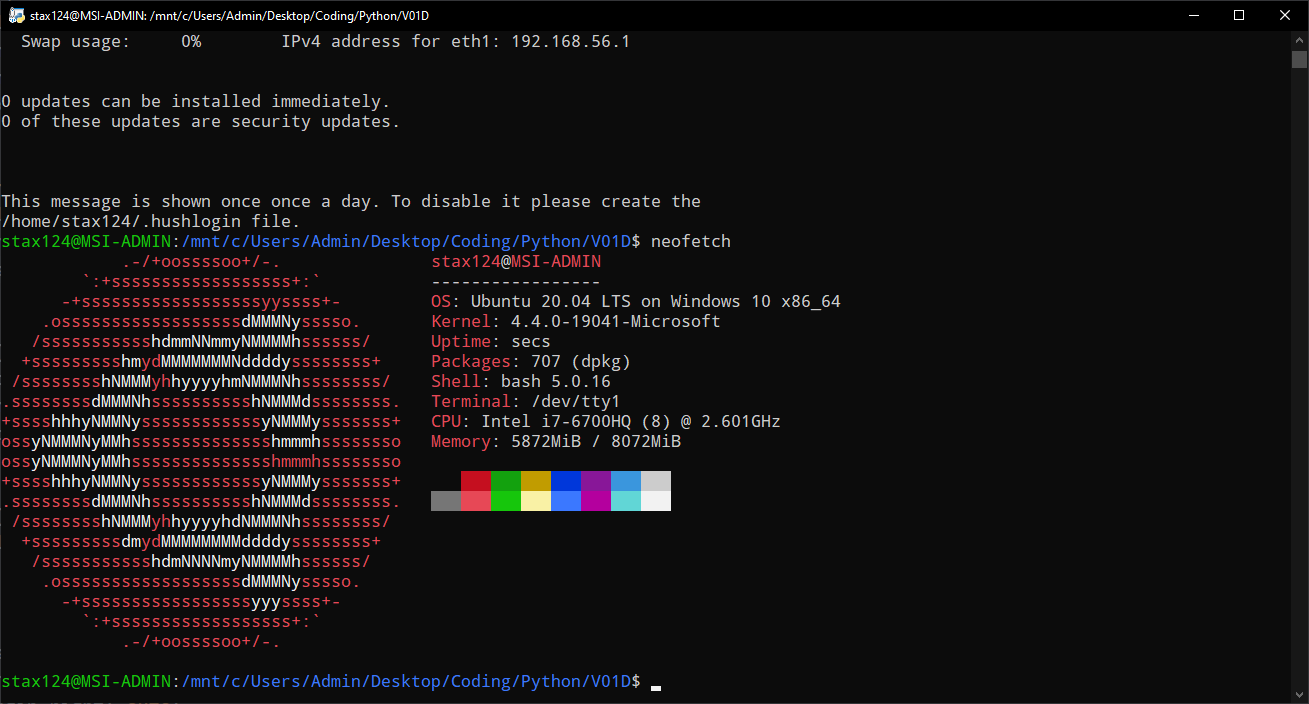 stax124@MSI-ADMIN: /mnt/c/Users/Admin/Desktop/Coding/Python/V01D
  Swap usage:     0%        IPv4 address for eth1: 192.168.56.1
0 updates can be installed immediately.
0 of these updates are security updates.
This message is shown once once a day. To disable it please create the
/home/stax124/.hushlogin file.
stax124@MSI-ADMIN:/mnt/c/Users/Admin/Desktop/Coding/Python/V01D$ neofetch
            .-/+oossssoo+/-.               stax124@MSI-ADMIN
        `:+ssssssssssssssssss+:`           -----------------
      -+ssssssssssssssssssyyssss+-         OS: Ubuntu 20.04 LTS on Windows 10 x86_64
    .ossssssssssssssssssdMMMNysssso.       Kernel: 4.4.0-19041-Microsoft
   /ssssssssssshdmmNNmmyNMMMMhssssss/      Uptime: secs
  +ssssssssshmydMMMMMMMNddddyssssssss+     Packages: 707 (dpkg)
 /sssssssshNMMMyhhyyyyhmNMMMNhssssssss/    Shell: bash 5.0.16
.ssssssssdMMMNhsssssssssshNMMMdssssssss.   Terminal: /dev/tty1
+sssshhhyNMMNyssssssssssssyNMMMysssssss+   CPU: Intel i7-6700HQ (8) @ 2.601GHz
ossyNMMMNyMMhsssssssssssssshmmmhssssssso   Memory: 5872MiB / 8072MiB
ossyNMMMNyMMhsssssssssssssshmmmhssssssso
+sssshhhyNMMNyssssssssssssyNMMMysssssss+
.ssssssssdMMMNhsssssssssshNMMMdssssssss.
 /sssssssshNMMMyhhyyyyhdNMMMNhssssssss/
  +sssssssssdmydMMMMMMMMddddyssssssss+
   /ssssssssssshdmNNNNmyNMMMMhssssss/
    .ossssssssssssssssssdMMMNysssso.
      -+sssssssssssssssssyyyssss+-
        `:+ssssssssssssssssss+:`
            .-/+oossssoo+/-.
stax124@MSI-ADMIN:/mnt/c/Users/Admin/Desktop/Coding/Python/V01D$